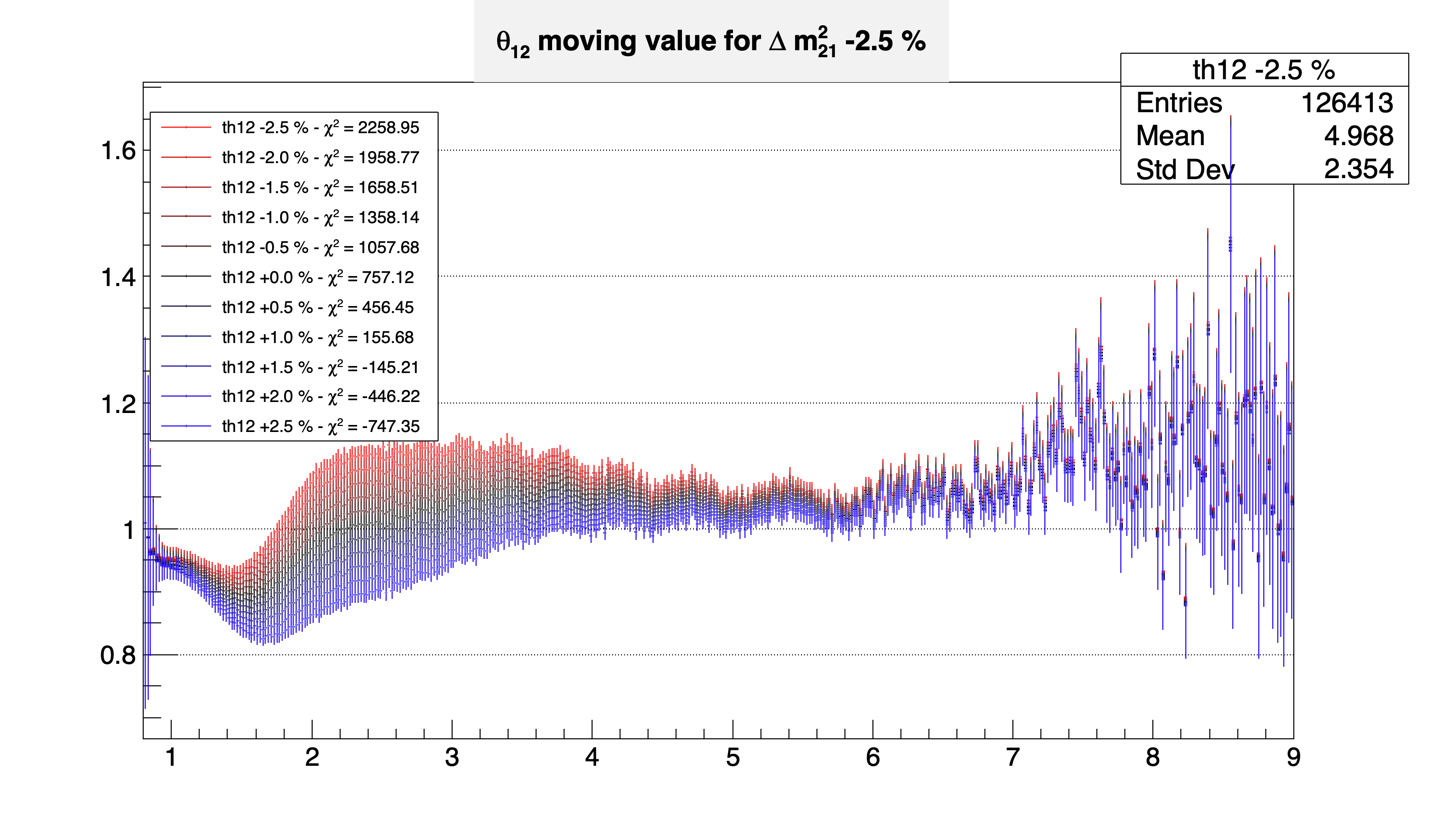 θ12 moving value for Δ m²21 -2.5 %
th12 -2.5 %
Entries 126413
Mean 4.968
Std Dev 2.354
th12 -2.5 % - χ² = 2258.95
th12 -2.0 % - χ² = 1958.77
th12 -1.5 % - χ² = 1658.51
th12 -1.0 % - χ² = 1358.14
th12 -0.5 % - χ² = 1057.68
th12 +0.0 % - χ² = 757.12
th12 +0.5 % - χ² = 456.45
th12 +1.0 % - χ² = 155.68
th12 +1.5 % - χ² = -145.21
th12 +2.0 % - χ² = -446.22
th12 +2.5 % - χ² = -747.35
1.6
1.4
1.2
1
0.8
1 2 3 4 5 6 7 8 9